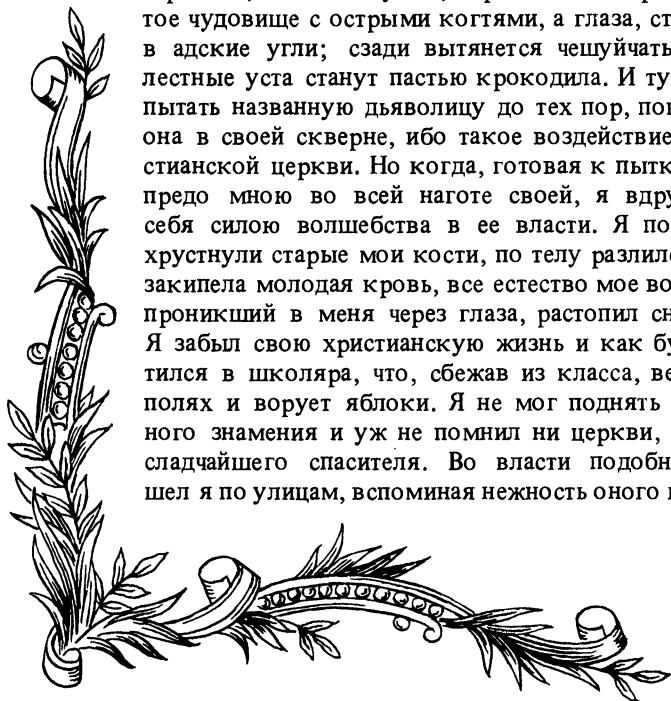 тое чудовище с острыми когтями, а глаза, ст
в адские угли; сзади вытянется чешуйчат
лестные уста станут пастью крокодила. И ту
пытать названную дьяволицу до тех пор, по
она в своей скверне, ибо такое воздействие
стианской церкви. Но когда, готовая к пытк
предо мною во всей наготе своей, я вдру
себя силою волшебства в ее власти. Я по
хрустнули старые мои кости, по телу разлил
закипела молодая кровь, все естество мое во
проникший в меня через глаза, растопил сн
Я забыл свою христианскую жизнь и как бу
тился в школяра, что, сбежав из класса, ве
полях и ворует яблоки. Я не мог поднять
ного знамения и уж не помнил ни церкви,
сладчайшего спасителя. Во власти подобн
шел я по улицам, вспоминая нежность оного